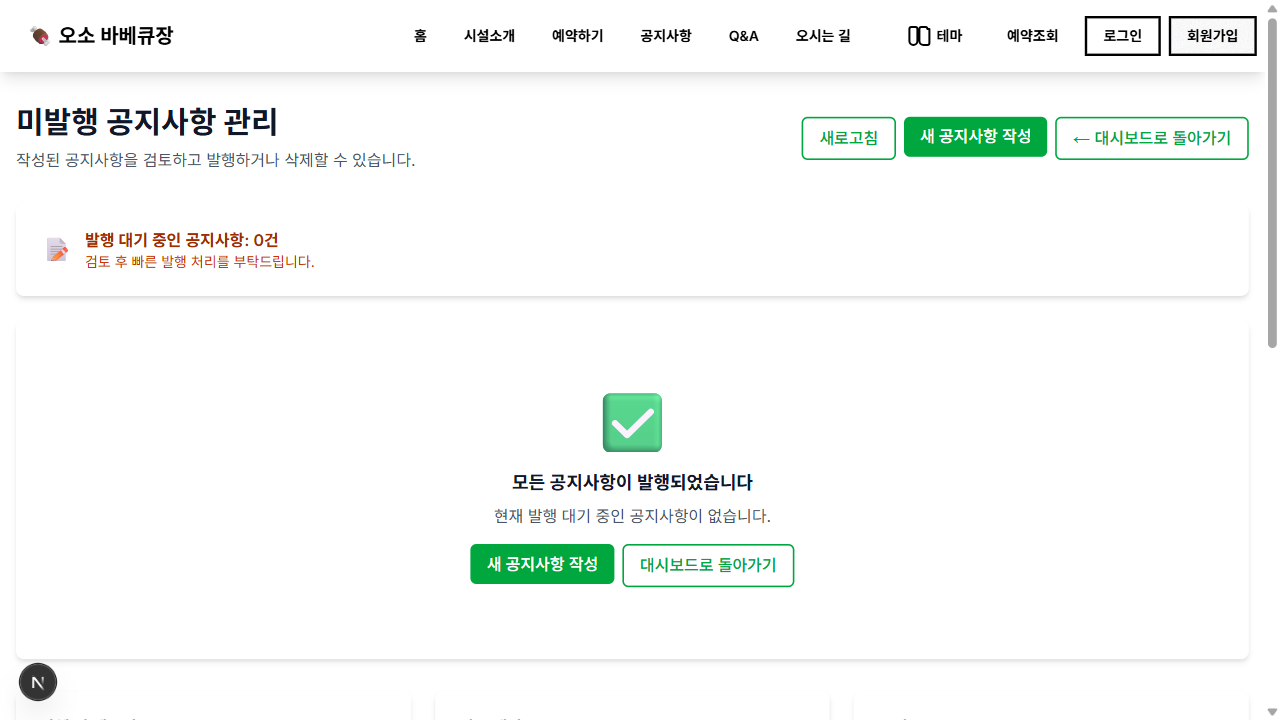 오소 바베큐장
홈
시설소개
예약하기
공지사항
Q&A
오시는 길
테마
예약조회
로그인
회원가입
미발행 공지사항 관리
작성된 공지사항을 검토하고 발행하거나 삭제할 수 있습니다.
새로고침
새 공지사항 작성
← 대시보드로 돌아가기
발행 대기 중인 공지사항: 0건
검토 후 빠른 발행 처리를 부탁드립니다.
모든 공지사항이 발행되었습니다
현재 발행 대기 중인 공지사항이 없습니다.
새 공지사항 작성
대시보드로 돌아가기
N